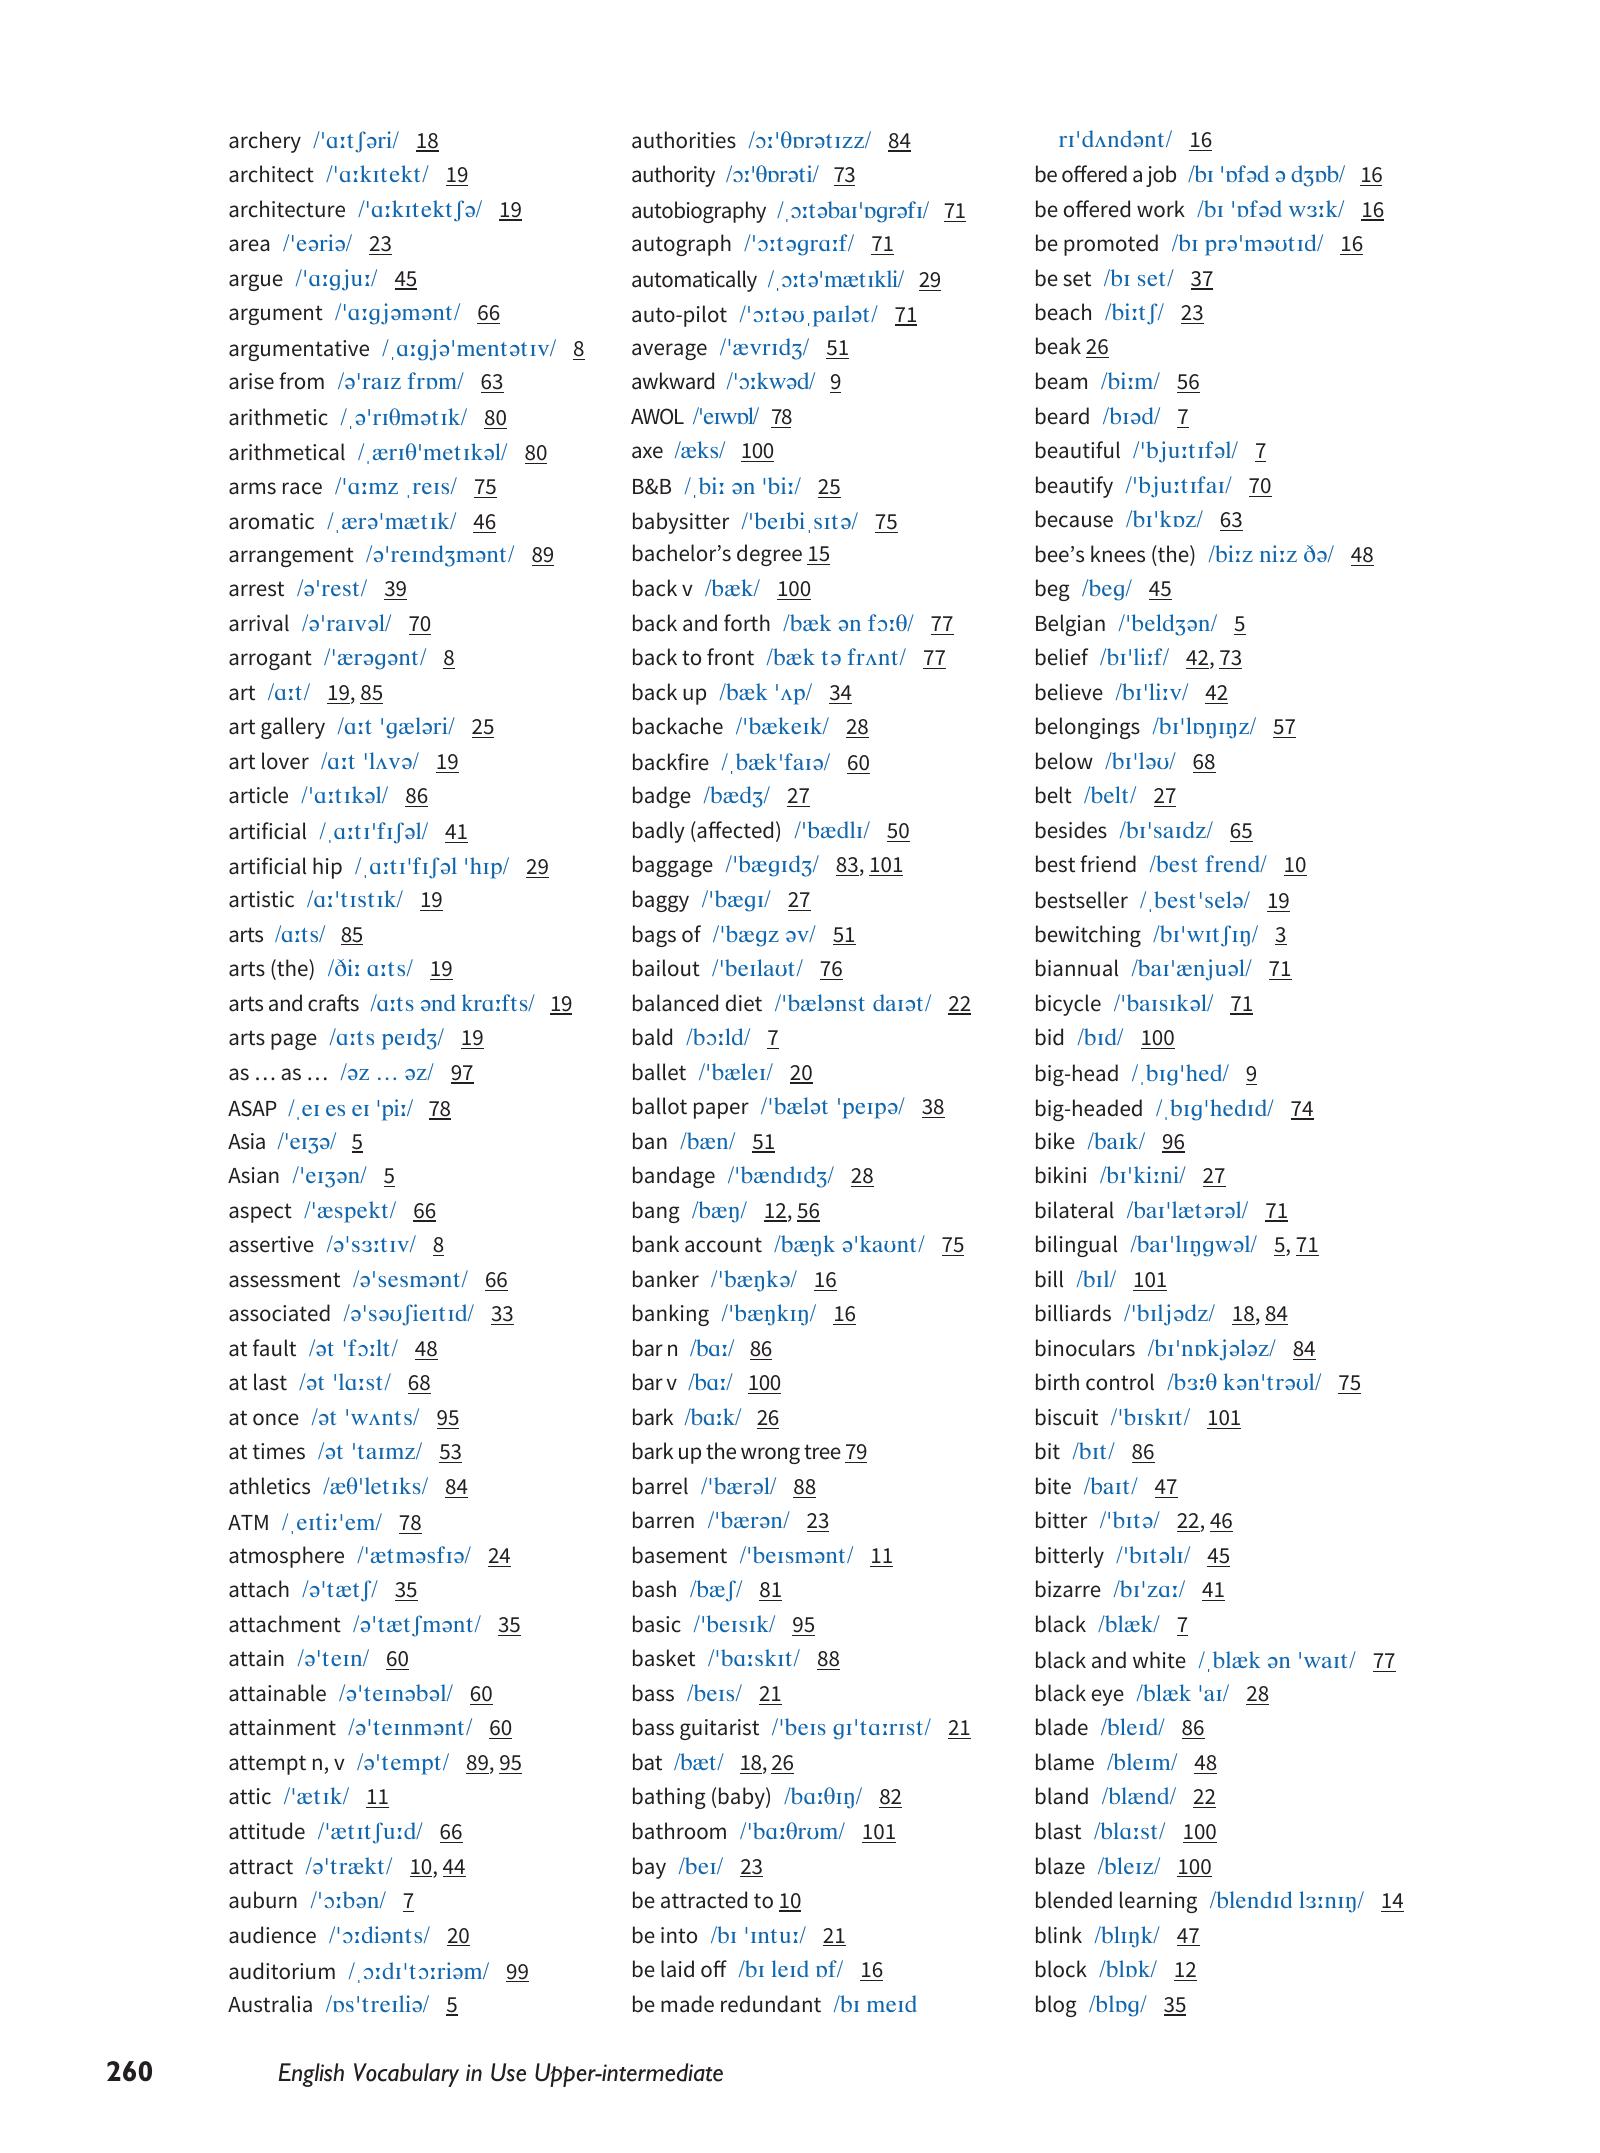 archery /ˈɑːtʃəri/ 18
architect /ˈɑːkɪtekt/ 19
architecture /ˈɑːkɪtektʃə/ 19
area /ˈeəriə/ 23
argue /ˈɑːɡjuː/ 45
argument /ˈɑːɡjəmənt/ 66
argumentative /ˌɑːɡjəˈmentətɪv/ 8
arise from /əˈraɪz frɒm/ 63
arithmetic /ˌəˈrɪθmətɪk/ 80
arithmetical /ˌærɪθˈmetɪkəl/ 80
arms race /ˈɑːmz ˌreɪs/ 75
aromatic /ˌærəˈmætɪk/ 46
arrangement /əˈreɪndʒmənt/ 89
arrest /əˈrest/ 39
arrival /əˈraɪvəl/ 70
arrogant /ˈærəɡənt/ 8
art /ɑːt/ 19, 85
art gallery /ɑːt ˈɡæləri/ 25
art lover /ɑːt ˈlʌvə/ 19
article /ˈɑːtɪkəl/ 86
artificial /ˌɑːtɪˈfɪʃəl/ 41
artificial hip /ˌɑːtɪˈfɪʃəl ˈhɪp/ 29
artistic /ɑːˈtɪstɪk/ 19
arts /ɑːts/ 85
arts (the) /ðiː ɑːts/ 19
arts and crafts /ɑːts ənd krɑːfts/ 19
arts page /ɑːts peɪdʒ/ 19
as … as … /əz … əz/ 97
ASAP /ˌeɪ es eɪ ˈpiː/ 78
Asia /ˈeɪʒə/ 5
Asian /ˈeɪʒən/ 5
aspect /ˈæspekt/ 66
assertive /əˈsɜːtɪv/ 8
assessment /əˈsesmənt/ 66
associated /əˈsəʊʃieɪtɪd/ 33
at fault /ət ˈfɔːlt/ 48
at last /ət ˈlɑːst/ 68
at once /ət ˈwʌnts/ 95
at times /ət ˈtaɪmz/ 53
athletics /æθˈletɪks/ 84
ATM /ˌeɪtiːˈem/ 78
atmosphere /ˈætməsfɪə/ 24
attach /əˈtætʃ/ 35
attachment /əˈtætʃmənt/ 35
attain /əˈteɪn/ 60
attainable /əˈteɪnəbəl/ 60
attainment /əˈteɪnmənt/ 60
attempt n, v /əˈtempt/ 89, 95
attic /ˈætɪk/ 11
attitude /ˈætɪtʃuːd/ 66
attract /əˈtrækt/ 10, 44
auburn /ˈɔːbən/ 7
audience /ˈɔːdiənts/ 20
auditorium /ˌɔːdɪˈtɔːriəm/ 99
Australia /ɒsˈtreɪliə/ 5
authorities /ɔːˈθɒrətɪzz/ 84
authority /ɔːˈθɒrəti/ 73
autobiography /ˌɔːtəbaɪˈɒɡrəfɪ/ 71
autograph /ˈɔːtəɡrɑːf/ 71
automatically /ˌɔːtəˈmætɪkli/ 29
auto-pilot /ˈɔːtəʊˌpaɪlət/ 71
average /ˈævrɪdʒ/ 51
awkward /ˈɔːkwəd/ 9
AWOL /ˈeɪwɒl/ 78
axe /æks/ 100
B&B /ˌbiː ən ˈbiː/ 25
babysitter /ˈbeɪbiˌsɪtə/ 75
bachelor’s degree 15
back v /bæk/ 100
back and forth /bæk ən fɔːθ/ 77
back to front /bæk tə frʌnt/ 77
back up /bæk ˈʌp/ 34
backache /ˈbækeɪk/ 28
backfire /ˌbækˈfaɪə/ 60
badge /bædʒ/ 27
badly (affected) /ˈbædlɪ/ 50
baggage /ˈbæɡɪdʒ/ 83, 101
baggy /ˈbæɡɪ/ 27
bags of /ˈbæɡz əv/ 51
bailout /ˈbeɪlaʊt/ 76
balanced diet /ˈbælənst daɪət/ 22
bald /bɔːld/ 7
ballet /ˈbæleɪ/ 20
ballot paper /ˈbælət ˈpeɪpə/ 38
ban /bæn/ 51
bandage /ˈbændɪdʒ/ 28
bang /bæŋ/ 12, 56
bank account /bæŋk əˈkaʊnt/ 75
banker /ˈbæŋkə/ 16
banking /ˈbæŋkɪŋ/ 16
bar n /bɑː/ 86
bar v /bɑː/ 100
bark /bɑːk/ 26
bark up the wrong tree 79
barrel /ˈbærəl/ 88
barren /ˈbærən/ 23
basement /ˈbeɪsmənt/ 11
bash /bæʃ/ 81
basic /ˈbeɪsɪk/ 95
basket /ˈbɑːskɪt/ 88
bass /beɪs/ 21
bass guitarist /ˈbeɪs ɡɪˈtɑːrɪst/ 21
bat /bæt/ 18, 26
bathing (baby) /bɑːθɪŋ/ 82
bathroom /ˈbɑːθrʊm/ 101
bay /beɪ/ 23
be attracted to 10
be into /bɪ ˈɪntuː/ 21
be laid off /bɪ leɪd ɒf/ 16
be made redundant /bɪ meɪd
rɪˈdʌndənt/ 16
be offered a job /bɪ ˈɒfəd ə dʒɒb/ 16
be offered work /bɪ ˈɒfəd wɜːk/ 16
be promoted /bɪ prəˈməʊtɪd/ 16
be set /bɪ set/ 37
beach /biːtʃ/ 23
beak 26
beam /biːm/ 56
beard /bɪəd/ 7
beautiful /ˈbjuːtɪfəl/ 7
beautify /ˈbjuːtɪfaɪ/ 70
because /bɪˈkɒz/ 63
bee’s knees (the) /biːz niːz ðə/ 48
beg /beɡ/ 45
Belgian /ˈbeldʒən/ 5
belief /bɪˈliːf/ 42, 73
believe /bɪˈliːv/ 42
belongings /bɪˈlɒŋɪŋz/ 57
below /bɪˈləʊ/ 68
belt /belt/ 27
besides /bɪˈsaɪdz/ 65
best friend /best frend/ 10
bestseller /ˌbestˈselə/ 19
bewitching /bɪˈwɪtʃɪŋ/ 3
biannual /baɪˈænjuəl/ 71
bicycle /ˈbaɪsɪkəl/ 71
bid /bɪd/ 100
big-head /ˌbɪɡˈhed/ 9
big-headed /ˌbɪɡˈhedɪd/ 74
bike /baɪk/ 96
bikini /bɪˈkiːni/ 27
bilateral /baɪˈlætərəl/ 71
bilingual /baɪˈlɪŋɡwəl/ 5, 71
bill /bɪl/ 101
billiards /ˈbɪljədz/ 18, 84
binoculars /bɪˈnɒkjələz/ 84
birth control /bɜːθ kənˈtrəʊl/ 75
biscuit /ˈbɪskɪt/ 101
bit /bɪt/ 86
bite /baɪt/ 47
bitter /ˈbɪtə/ 22, 46
bitterly /ˈbɪtəlɪ/ 45
bizarre /bɪˈzɑː/ 41
black /blæk/ 7
black and white /ˌblæk ən ˈwaɪt/ 77
black eye /blæk ˈaɪ/ 28
blade /bleɪd/ 86
blame /bleɪm/ 48
bland /blænd/ 22
blast /blɑːst/ 100
blaze /bleɪz/ 100
blended learning /blendɪd lɜːnɪŋ/ 14
blink /blɪŋk/ 47
block /blɒk/ 12
blog /blɒɡ/ 35
260 English Vocabulary in Use Upper-intermediate